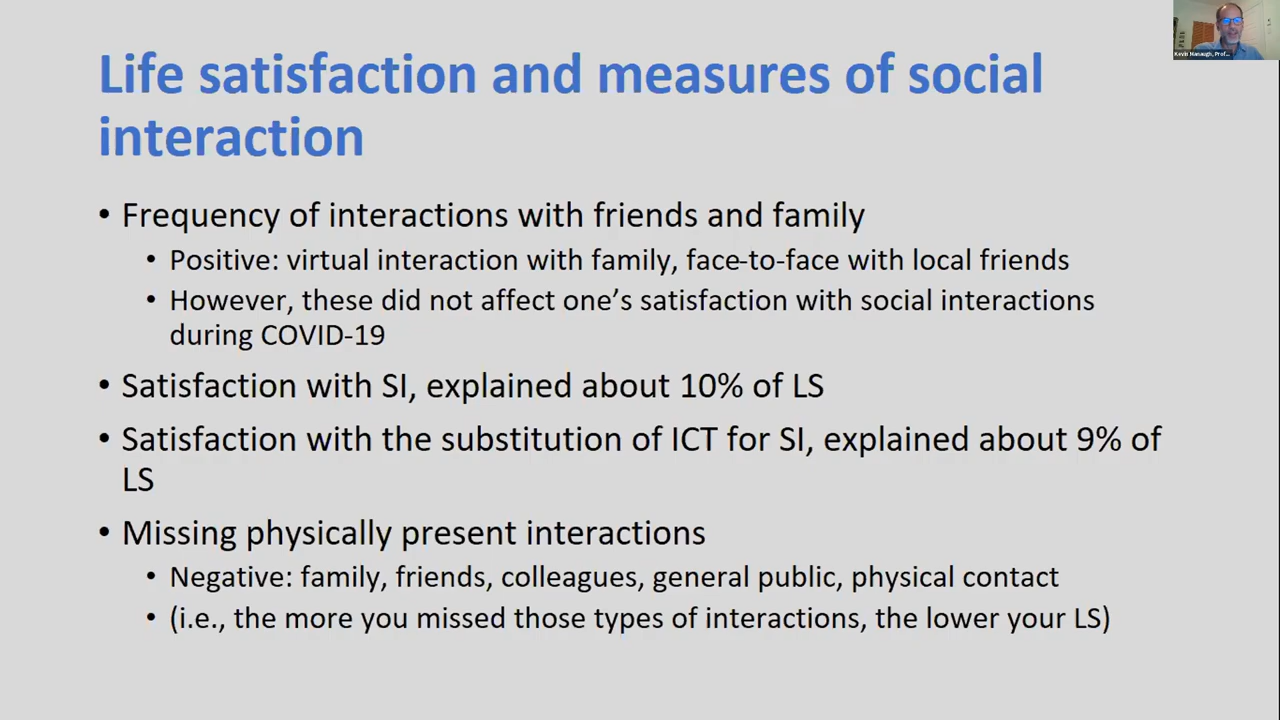 Life satisfaction and measures of social
interaction
• Frequency of interactions with friends and family
• Positive: virtual interaction with family, face-to-face with local friends
• However, these did not affect one’s satisfaction with social interactions
during COVID-19
• Satisfaction with SI, explained about 10% of LS
• Satisfaction with the substitution of ICT for SI, explained about 9% of
LS
• Missing physically present interactions
• Negative: family, friends, colleagues, general public, physical contact
• (i.e., the more you missed those types of interactions, the lower your LS)
Kevin Manaugh, Prof...